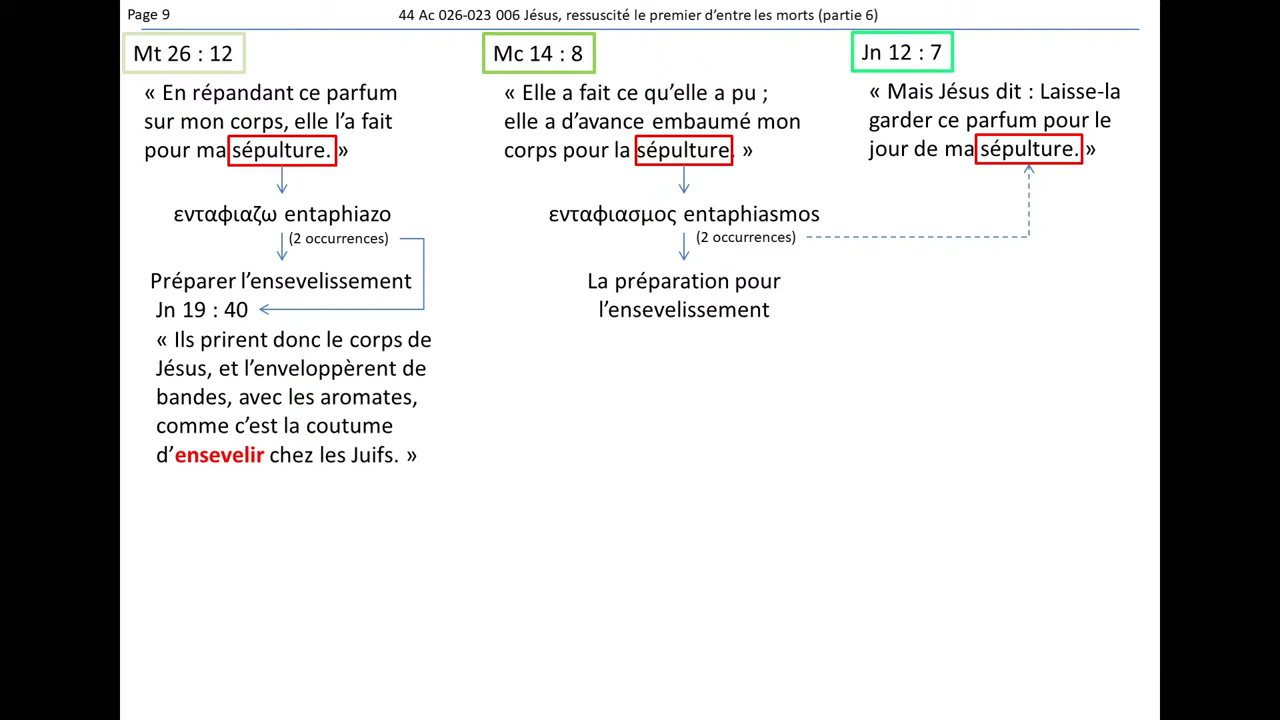 Page 9
44 Ac 026-023 006 Jésus, ressuscité le premier d’entre les morts (partie 6)
Mt 26 : 12
« En répandant ce parfum
sur mon corps, elle l’a fait
pour ma sépulture. »
ενταφιαζω entaphiazo
(2 occurrences)
Préparer l’ensevelissement
Jn 19 : 40
« Ils prirent donc le corps de
Jésus, et l’enveloppèrent de
bandes, avec les aromates,
comme c’est la coutume
d’ensevelir chez les Juifs. »
Mc 14 : 8
« Elle a fait ce qu’elle a pu ;
elle a d’avance embaumé mon
corps pour la sépulture. »
ενταφιασμος entaphiasmos
(2 occurrences)
La préparation pour
l’ensevelissement
Jn 12 : 7
« Mais Jésus dit : Laisse-la
garder ce parfum pour le
jour de ma sépulture. »